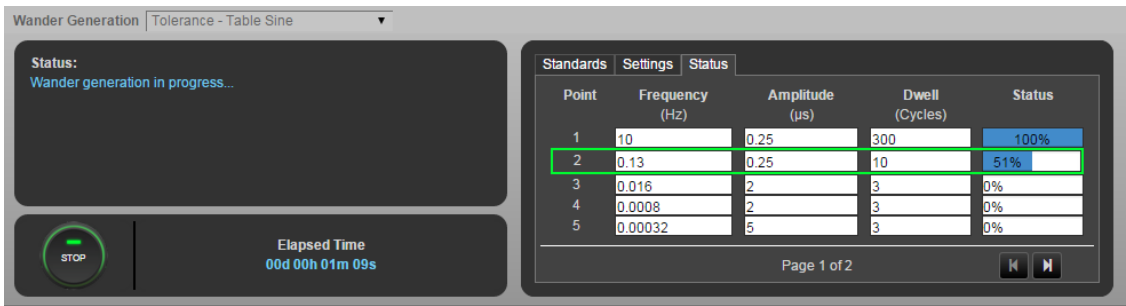 Wander Generation Tolerance - Table Sine
Status:
Wander generation in progress...
STOP
Elapsed Time
00d 00h 01m 09s
Standards Settings Status
Point Frequency Amplitude Dwell Status
(Hz) (µs) (Cycles)
1 10 0.25 300 100%
2 0.13 0.25 10 51%
3 0.016 2 3 0%
4 0.0008 2 3 0%
5 0.00032 5 3 0%
Page 1 of 2